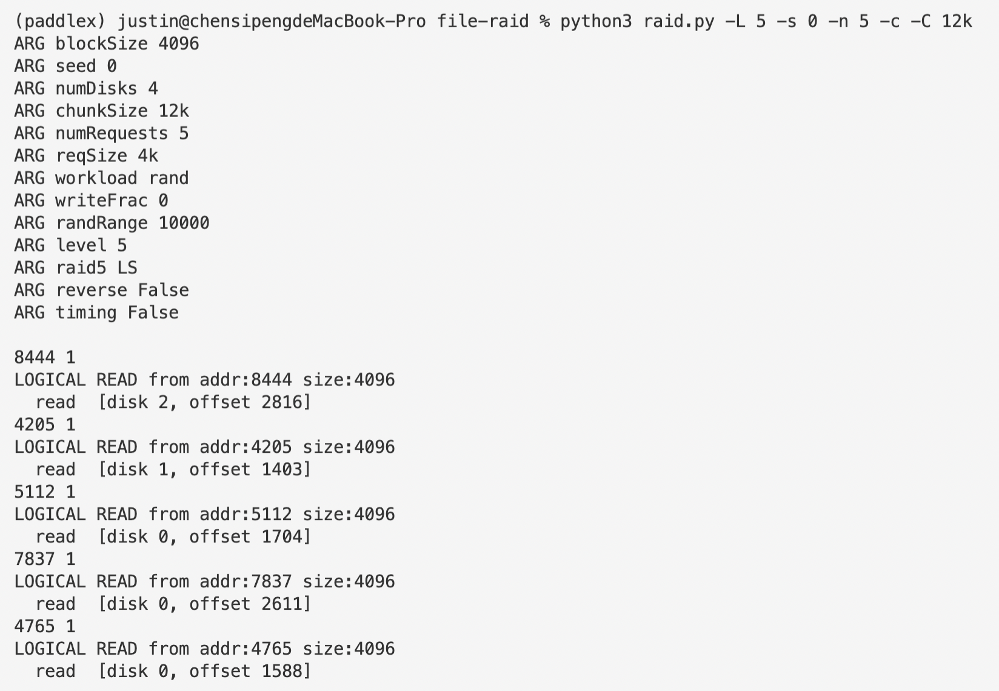 (paddlex) justin@chensipengdeMacBook-Pro file-raid % python3 raid.py -L 5 -s 0 -n 5 -c -C 12k
ARG blockSize 4096
ARG seed 0
ARG numDisks 4
ARG chunkSize 12k
ARG numRequests 5
ARG reqSize 4k
ARG workload rand
ARG writeFrac 0
ARG randRange 10000
ARG level 5
ARG raid5 LS
ARG reverse False
ARG timing False

8444 1
LOGICAL READ from addr:8444 size:4096
  read  [disk 2, offset 2816]
4205 1
LOGICAL READ from addr:4205 size:4096
  read  [disk 1, offset 1403]
5112 1
LOGICAL READ from addr:5112 size:4096
  read  [disk 0, offset 1704]
7837 1
LOGICAL READ from addr:7837 size:4096
  read  [disk 0, offset 2611]
4765 1
LOGICAL READ from addr:4765 size:4096
  read  [disk 0, offset 1588]